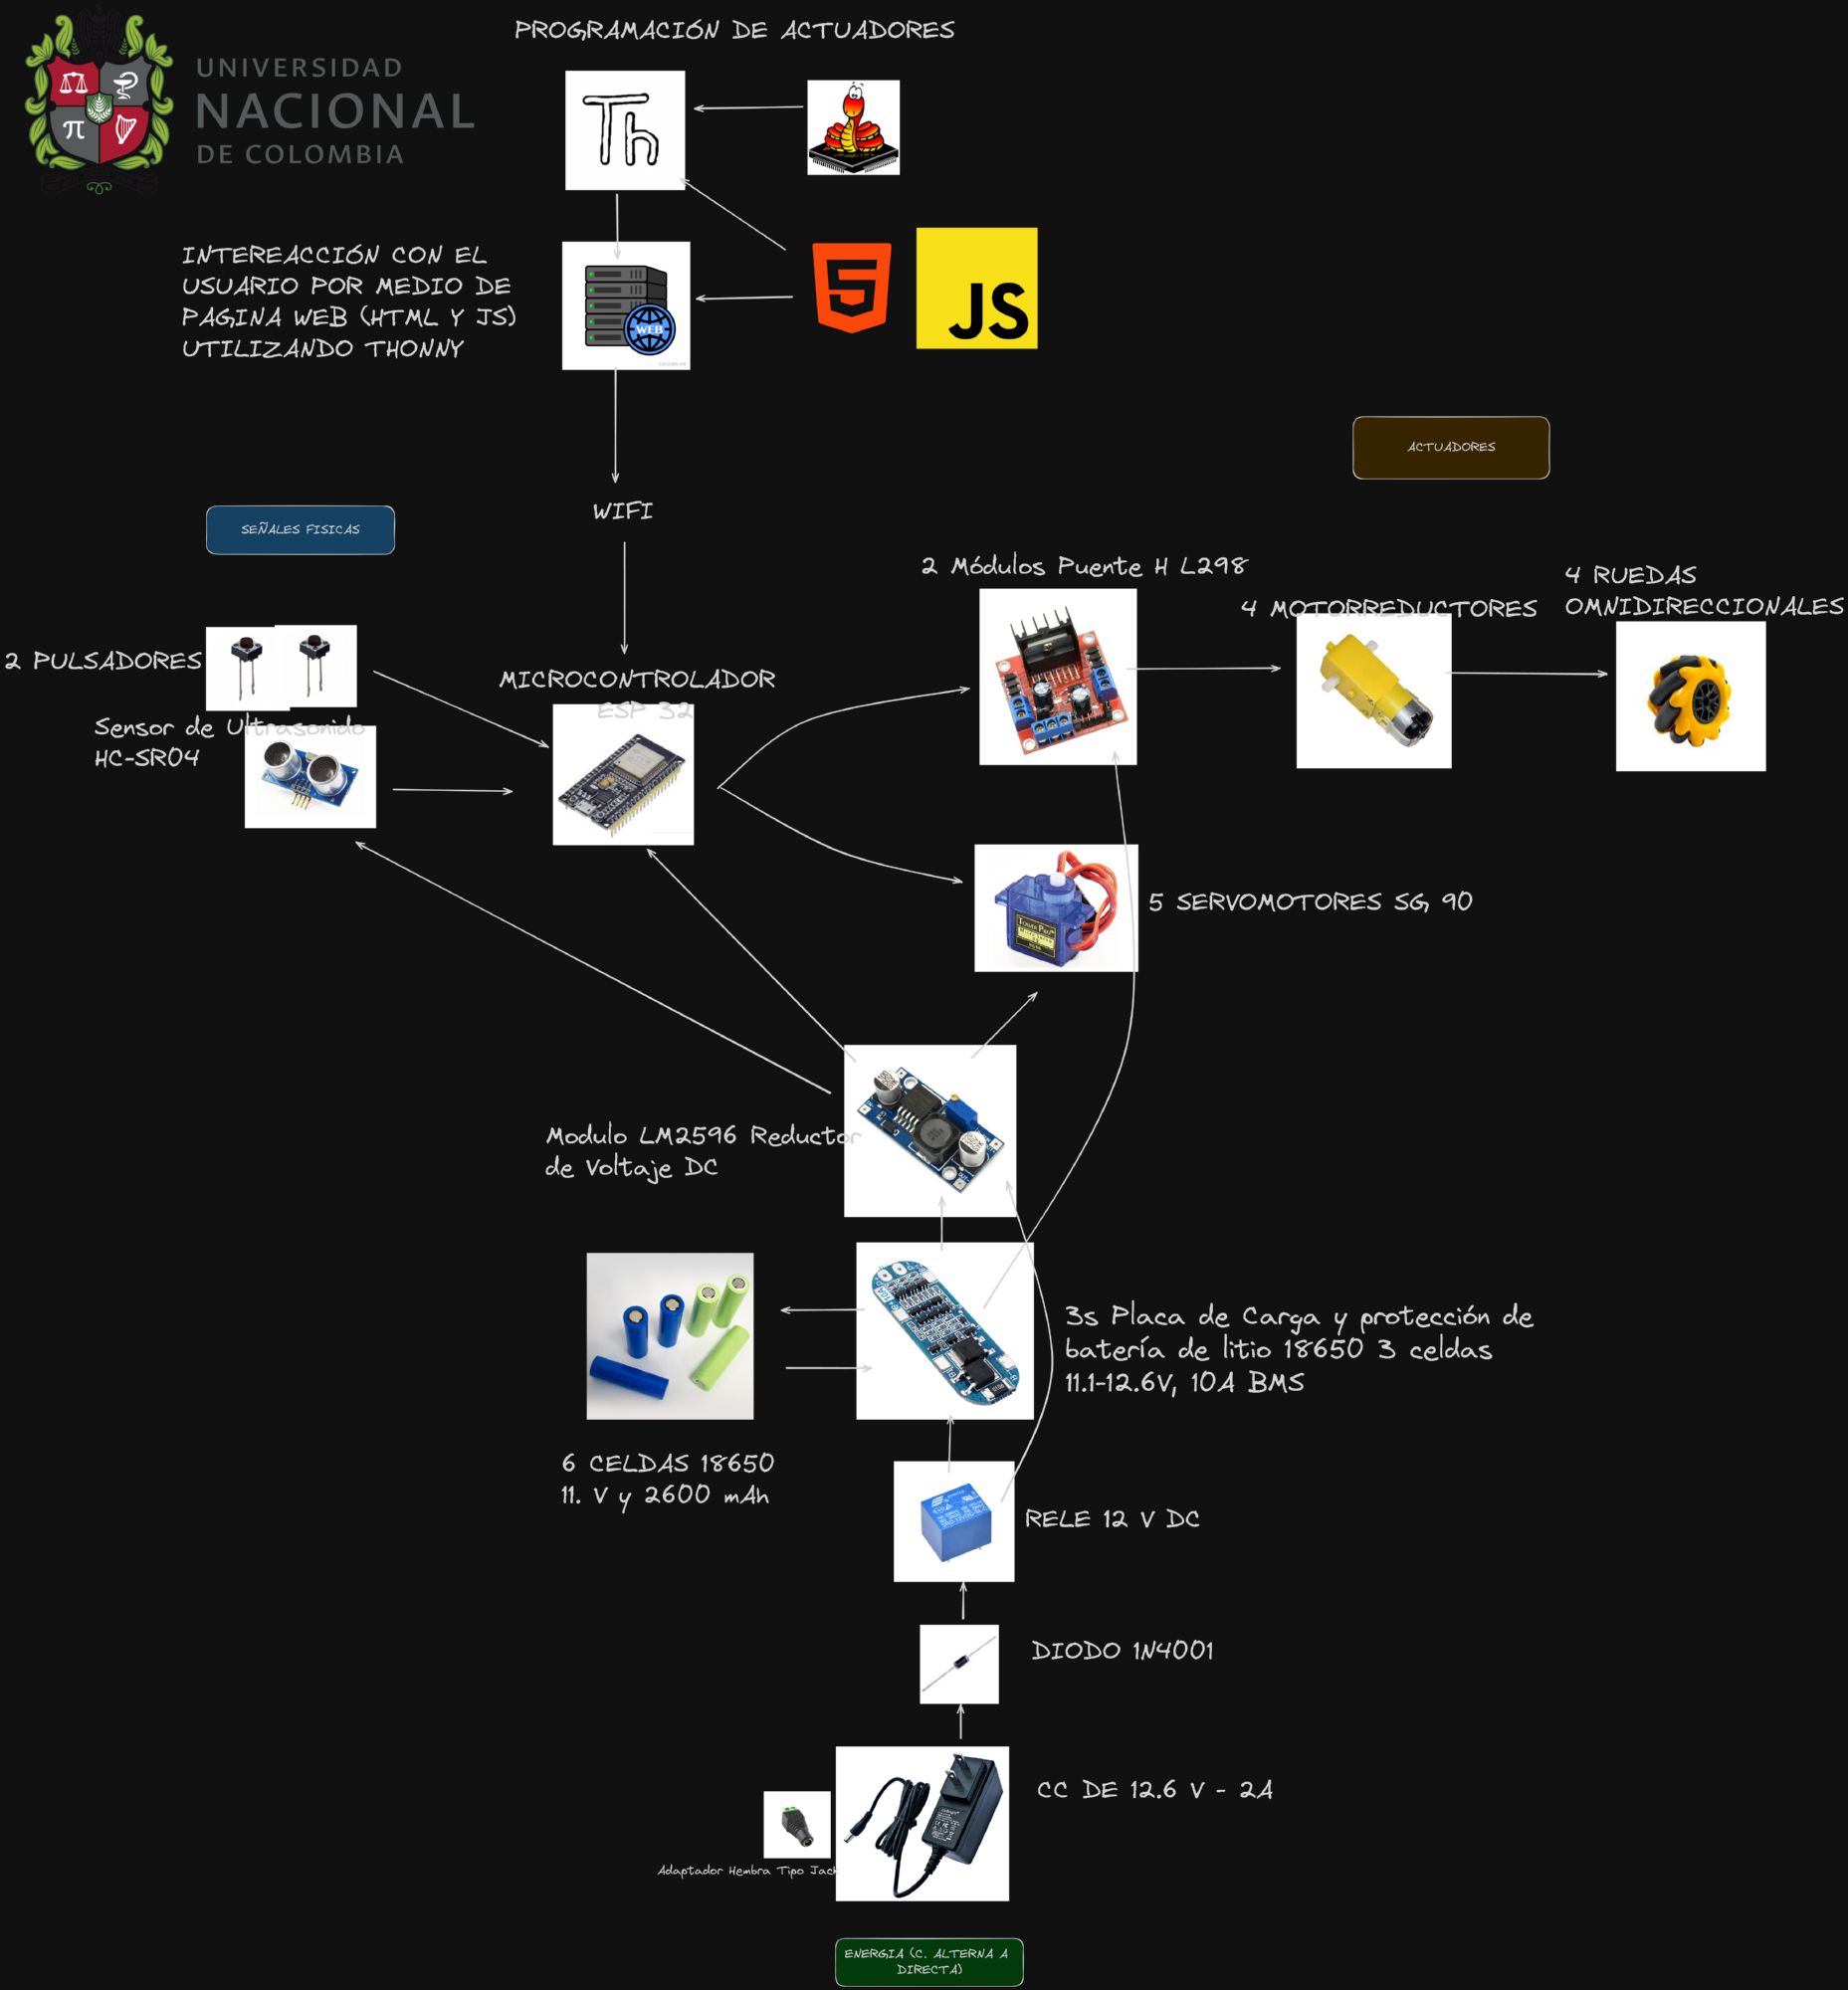 PROGRAMACIÓN DE ACTUADORES
UNIVERSIDAD
NACIONAL
DE COLOMBIA
π
Th
INTEREACCIÓN CON EL
USUARIO POR MEDIO DE
PAGINA WEB (HTML Y JS)
UTILIZANDO THONNY
WEB
5
JS
ACTUADORES
WIFI
SEÑALES FISICAS
2 Módulos Puente H L298
4 MOTORREDUCTORES
4 RUEDAS
OMNIDIRECCIONALES
2 PULSADORES
MICROCONTROLADOR
ESP 32
Sensor de Ultrasonido
HC-SR04
5 SERVOMOTORES SG 90
Tower Pro
Modulo LM2596 Reductor
de Voltaje DC
3s Placa de Carga y protección de
batería de litio 18650 3 celdas
11.1-12.6V, 10A BMS
6 CELDAS 18650
11. V y 2600 mAh
RELE 12 V DC
DIODO 1N4001
CC DE 12.6 V - 2A
Adaptador Hembra Tipo Jack
ENERGIA (C. ALTERNA A
DIRECTA)